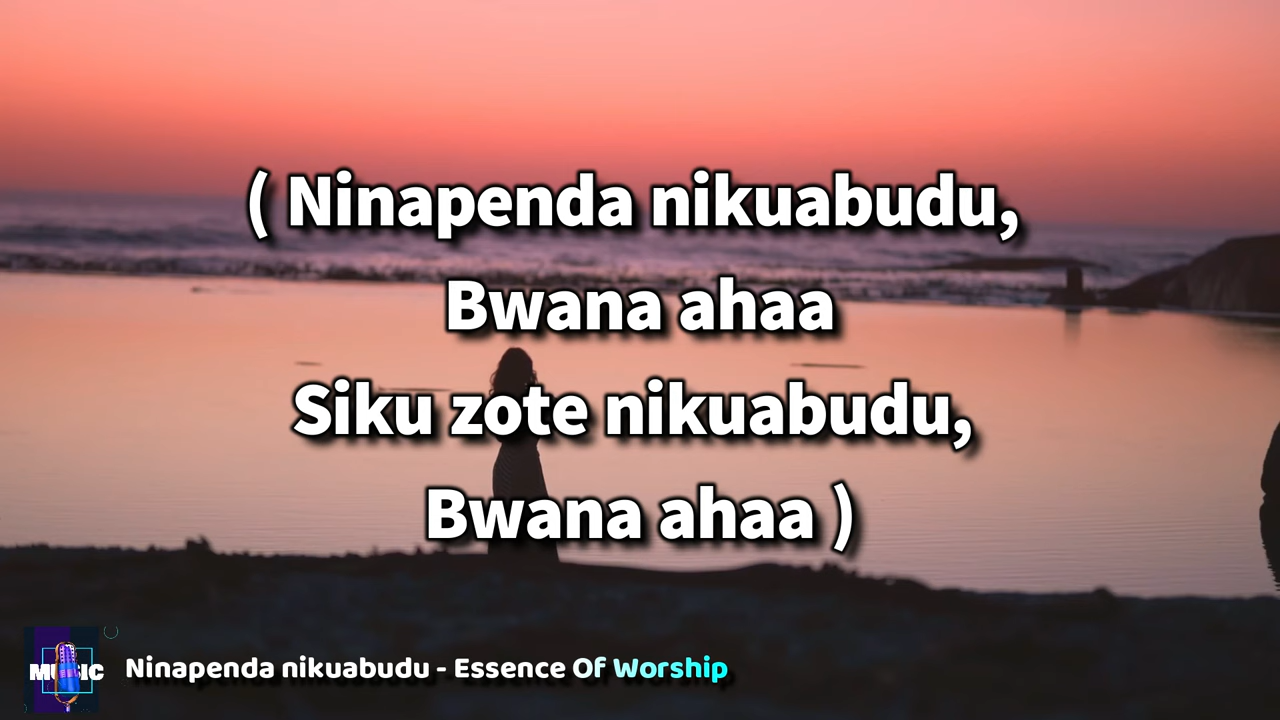 ( Ninapenda nikuabudu,
Bwana ahaa
Siku zote nikuabudu,
Bwana ahaa )
MUSIC
Ninapenda nikuabudu - Essence Of Worship